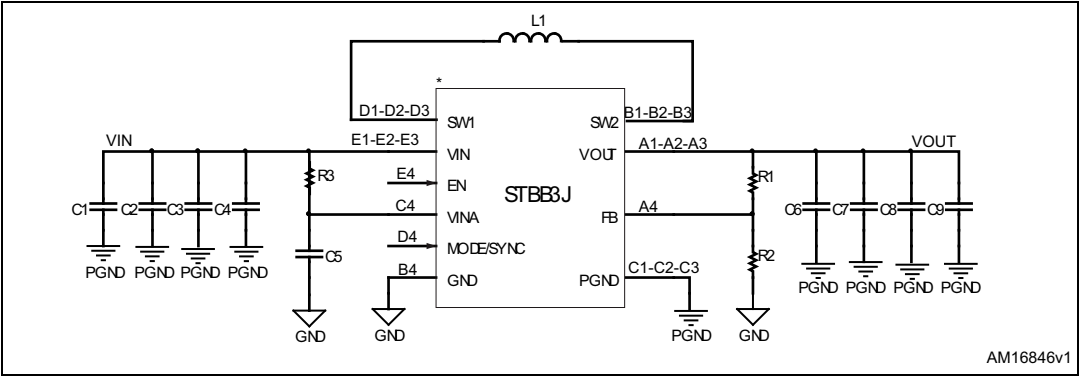 L1
*
D1-D2-D3
SW1
B1-B2-B3
SW2
VIN
E1-E2-E3
VIN
A1-A2-A3
VOUT
VOUT
R3
E4
EN
STBB3J
R1
C1
C2
C3
C4
C4
VINA
A4
FB
C6
C7
C8
C9
C5
D4
MODE/SYNC
R2
B4
GND
C1-C2-C3
PGND
PGND
PGND
PGND
PGND
PGND
PGND
PGND
PGND
GND
GND
PGND
GND
AM16846v1